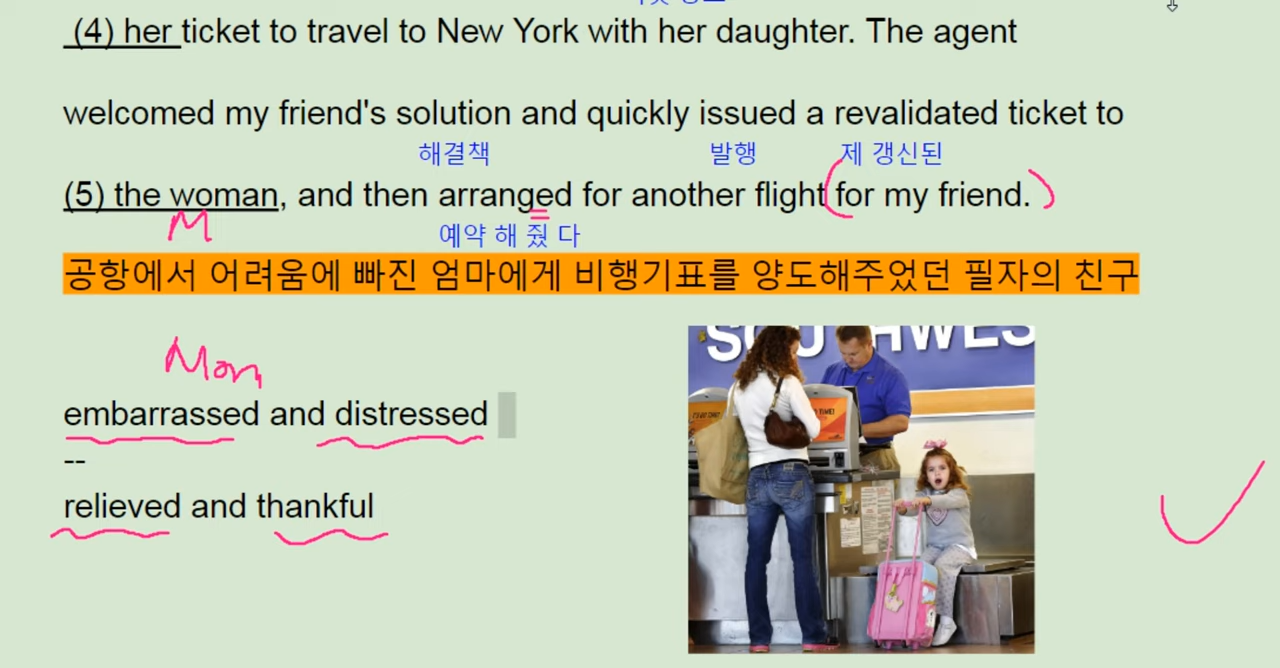 (4) her ticket to travel to New York with her daughter. The agent
welcomed my friend's solution and quickly issued a revalidated ticket to
해결책 발행 제 갱신된
(5) the woman, and then arranged for another flight (for my friend.)
M
예약 해 줬 다
공항에서 어려움에 빠진 엄마에게 비행기표를 양도해주었던 필자의 친구
Mom
embarrassed and distressed
--
relieved and thankful